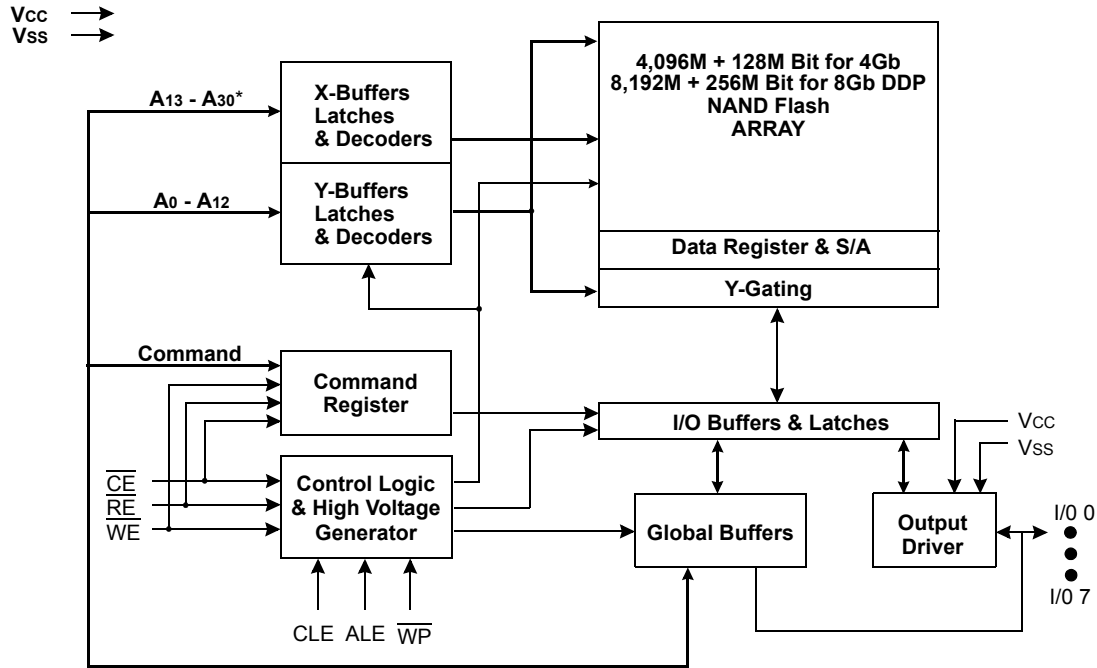 VCC
VSS
A13 - A30*
X-Buffers
Latches
& Decoders
A0 - A12
Y-Buffers
Latches
& Decoders
4,096M + 128M Bit for 4Gb
8,192M + 256M Bit for 8Gb DDP
NAND Flash
ARRAY
Data Register & S/A
Y-Gating
Command
Command
Register
I/O Buffers & Latches
VCC
VSS
CE
RE
WE
Control Logic
& High Voltage
Generator
Global Buffers
Output
Driver
I/0 0
I/0 7
CLE ALE WP